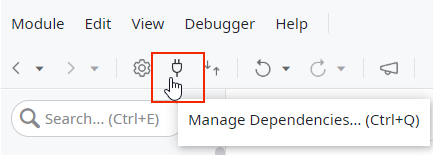 Module Edit View Debugger Help
Search... (Ctrl+E)
Manage Dependencies... (Ctrl+Q)